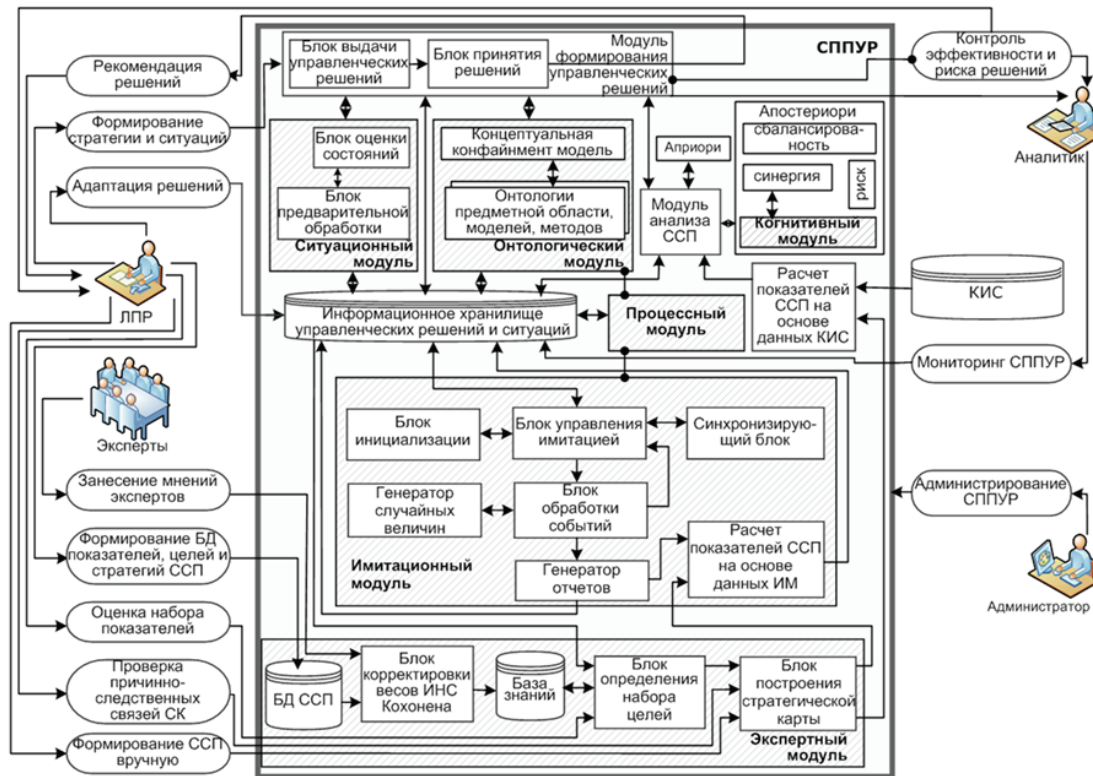 СППУР
Блок выдачи
управленческих
решений
Блок принятия
решений
Модуль
формирования
управленческих
решений
Контроль
эффективности и
риска решений
Рекомендация
решений
Формирование
стратегии и ситуаций
Адаптация решений
ЛПР
Аналитик
Блок оценки
состояний
Блок
предварительной
обработки
Ситуационный
модуль
Концептуальная
конфайнмент модель
Онтологии
предметной области,
моделей, методов
Онтологический
модуль
Априори
Модуль
анализа
ССП
Апостериори
сбалансирова-
ность
синергия
риск
Когнитивный
модуль
Информационное хранилище
управленческих решений и ситуаций
Процессный
модуль
Расчет
показателей
ССП на
основе
данных КИС
КИС
Мониторинг СППУР
Эксперты
Блок
инициализации
Блок управления
имитацией
Синхронизирую-
щий блок
Генератор
случайных
величин
Блок
обработки
событий
Генератор
отчетов
Расчет
показателей ССП
на основе
данных ИМ
Имитационный
модуль
Администрирование
СППУР
Администратор
Занесение мнений
экспертов
Формирование БД
показателей, целей и
стратегий ССП
Оценка набора
показателей
Проверка
причинно-
следственных
связей СК
Формирование ССП
вручную
БД ССП
Блок
корректировки
весов ИНС
Кохонена
База
знаний
Блок
определения
набора
целей
Блок
построения
стратегической
карты
Экспертный
модуль